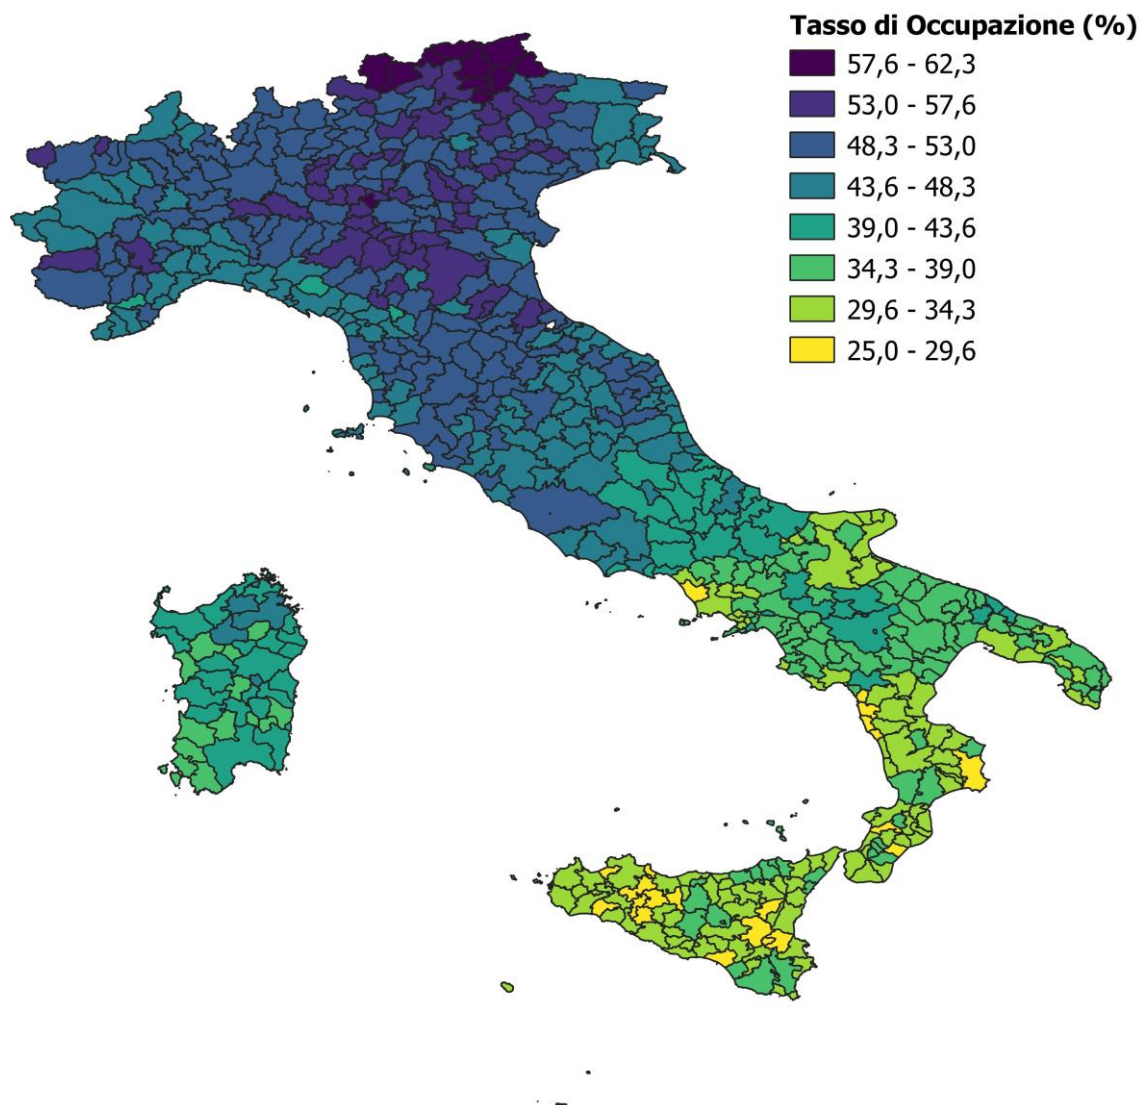 Tasso di Occupazione (%)
57,6 - 62,3
53,0 - 57,6
48,3 - 53,0
43,6 - 48,3
39,0 - 43,6
34,3 - 39,0
29,6 - 34,3
25,0 - 29,6